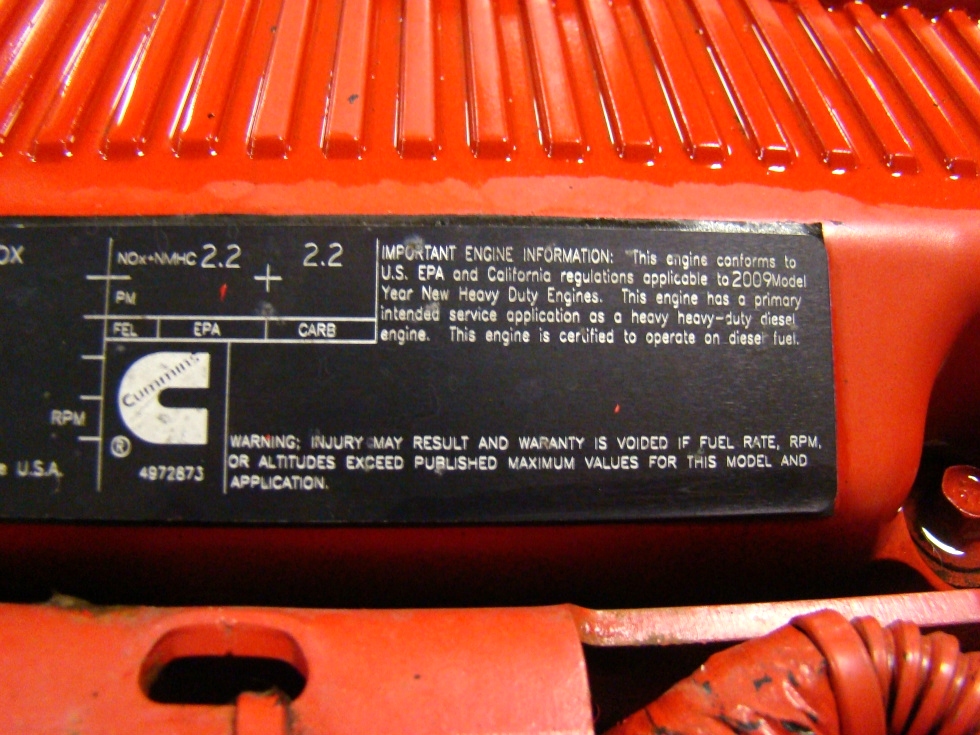 OX
NOx+NMHC 2.2 2.2
PM
FEL EPA CARB
IMPORTANT ENGINE INFORMATION: This engine conforms to
U.S. EPA and California regulations applicable to 2009 Model
Year New Heavy Duty Engines. This engine has a primary
intended service application as a heavy heavy-duty diesel
engine. This engine is certified to operate on diesel fuel.
Cummins
®
4972873
RPM
U.S.A.
WARNING: INJURY MAY RESULT AND WARRANTY IS VOIDED IF FUEL RATE, RPM,
OR ALTITUDES EXCEED PUBLISHED MAXIMUM VALUES FOR THIS MODEL AND
APPLICATION.